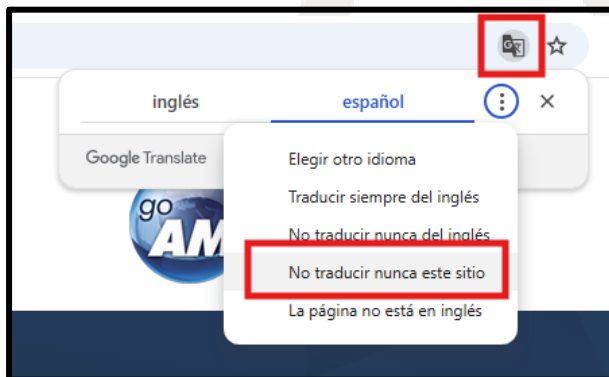 inglés
español
Google Translate
Elegir otro idioma
Traducir siempre del inglés
No traducir nunca del inglés
No traducir nunca este sitio
La página no está en inglés
go
AM